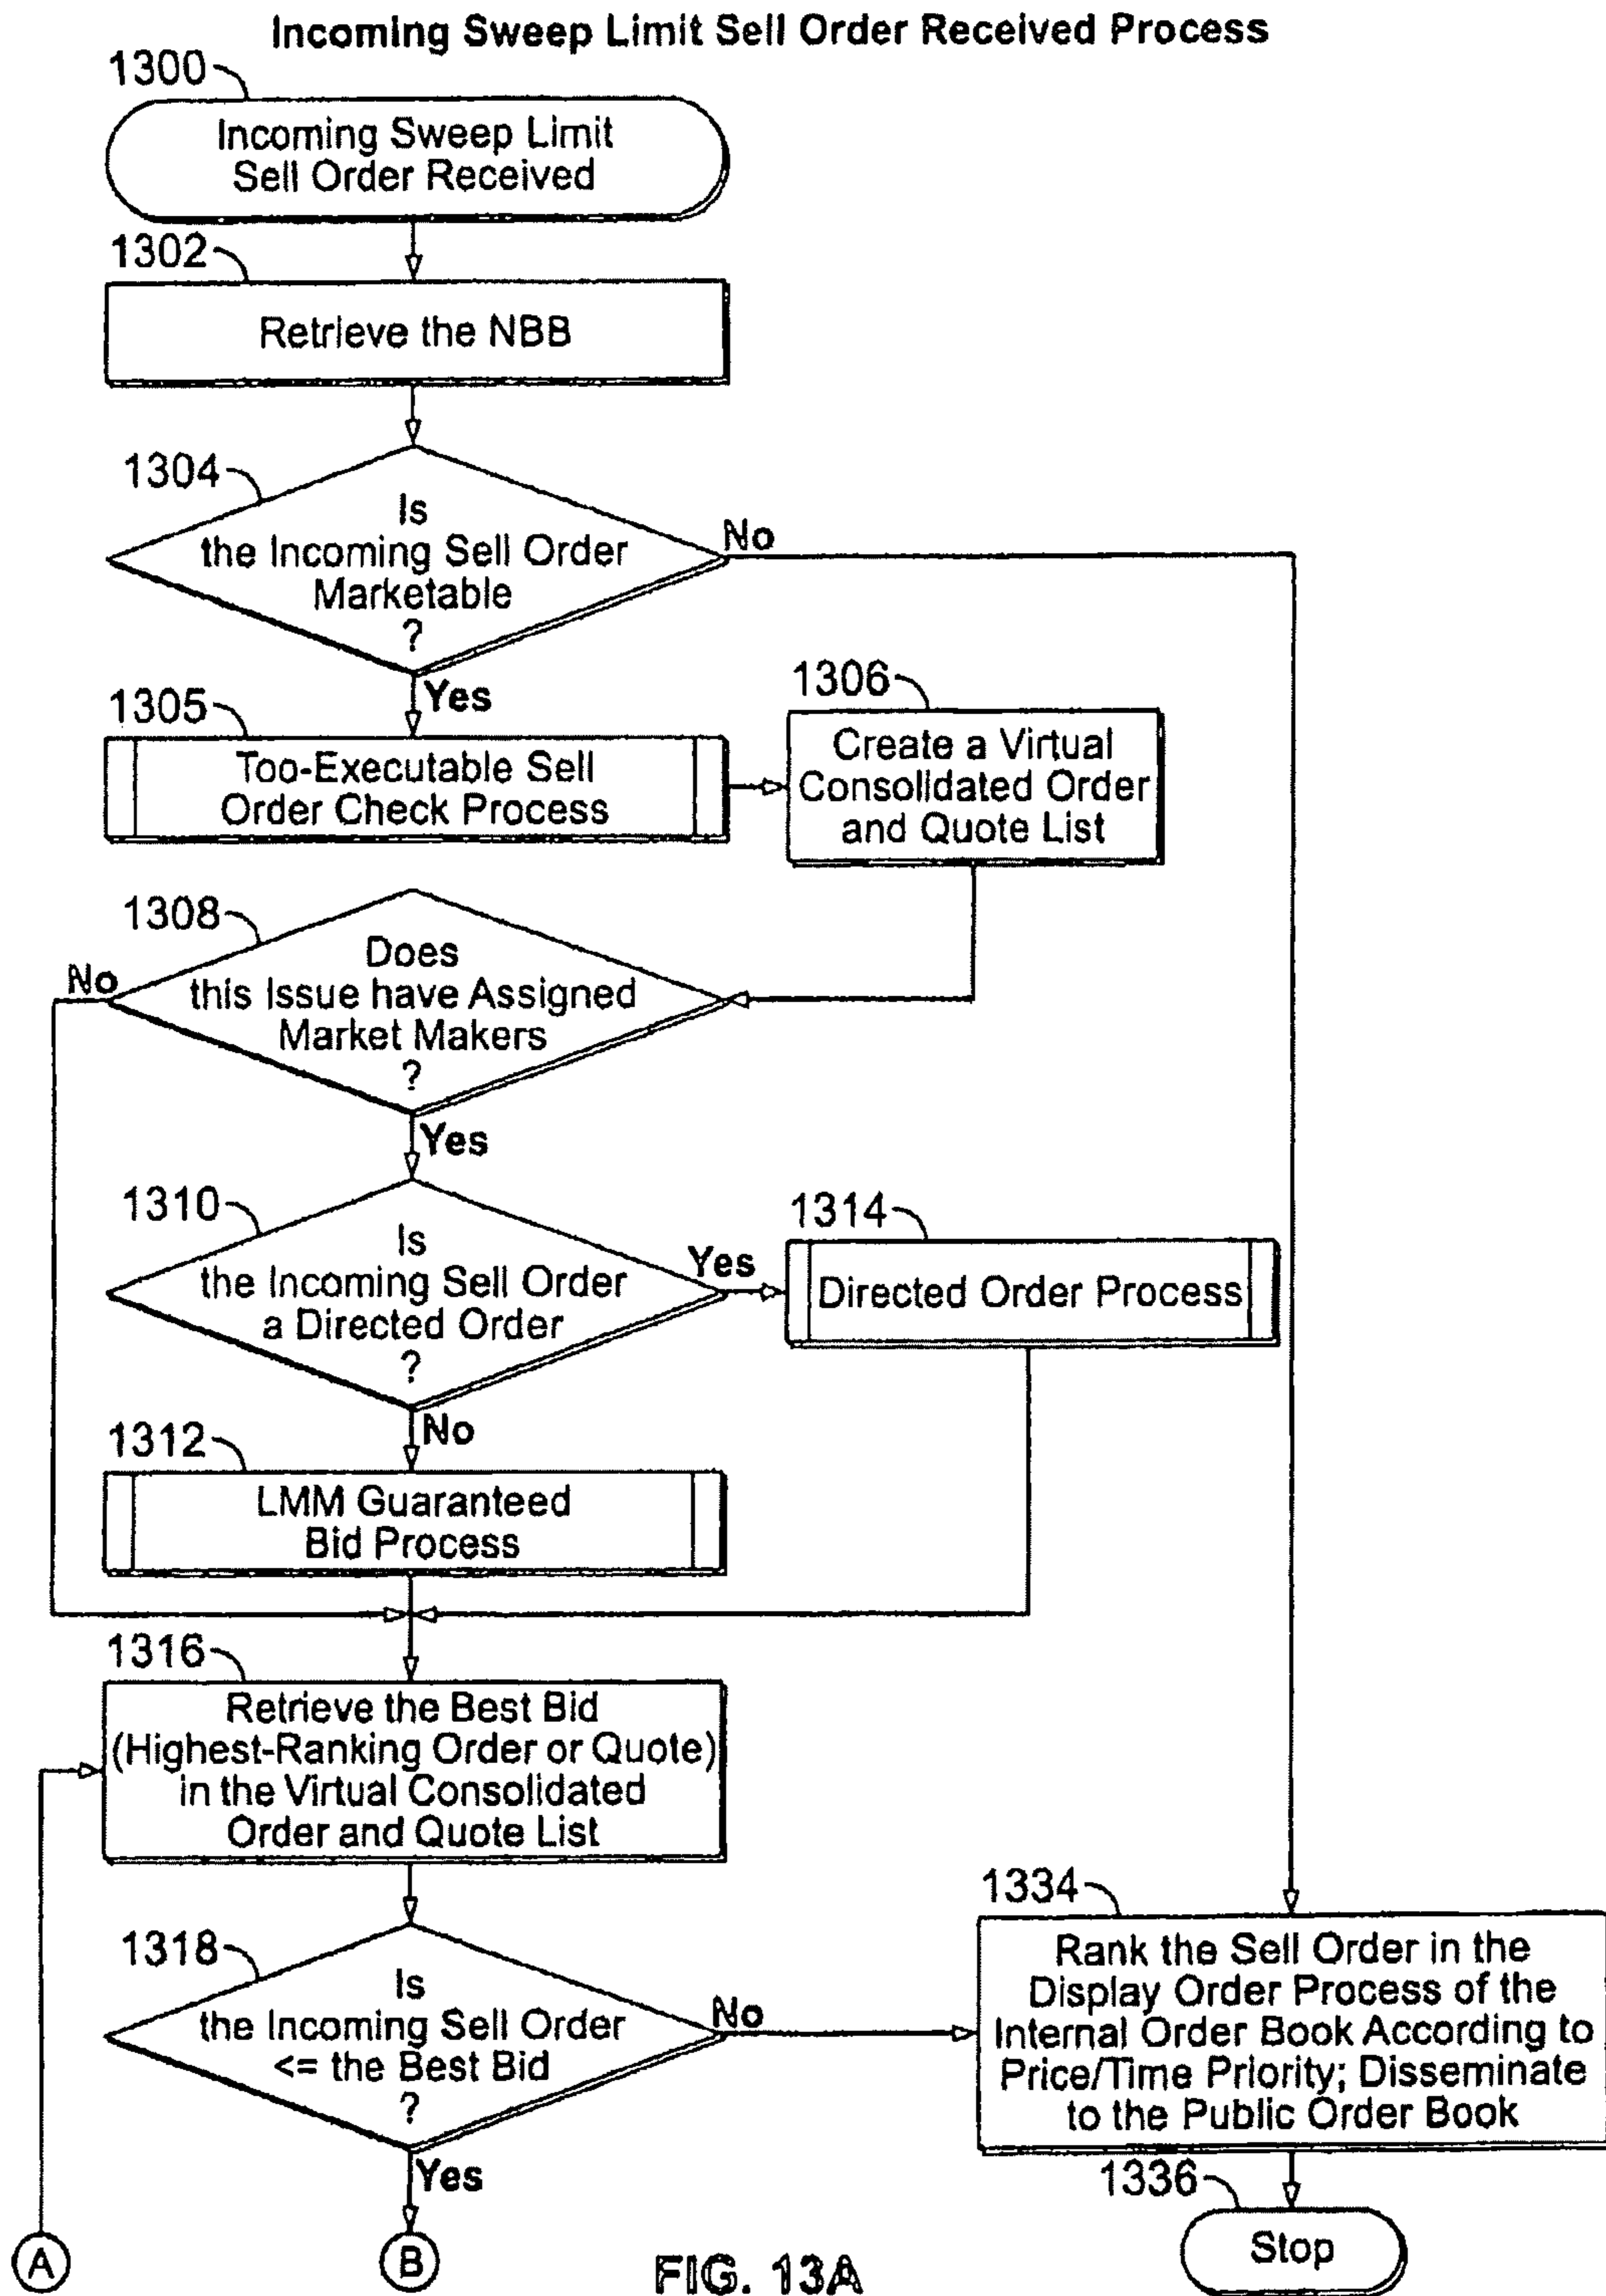 Incoming Sweep Limit Sell Order Received Process
1300
Incoming Sweep Limit
Sell Order Received
1302
Retrieve the NBB
1304
Is
the Incoming Sell Order
Marketable
?
No
Yes
1305
Too-Executable Sell
Order Check Process
1306
Create a Virtual
Consolidated Order
and Quote List
1308
Does
this Issue have Assigned
Market Makers
?
No
Yes
1310
Is
the Incoming Sell Order
a Directed Order
?
Yes
1314
Directed Order Process
No
1312
LMM Guaranteed
Bid Process
1316
Retrieve the Best Bid
(Highest-Ranking Order or Quote)
in the Virtual Consolidated
Order and Quote List
1318
Is
the Incoming Sell Order
<= the Best Bid
?
No
Yes
1334
Rank the Sell Order in the
Display Order Process of the
Internal Order Book According to
Price/Time Priority; Disseminate
to the Public Order Book
1336
Stop
A
B
FIG. 13A